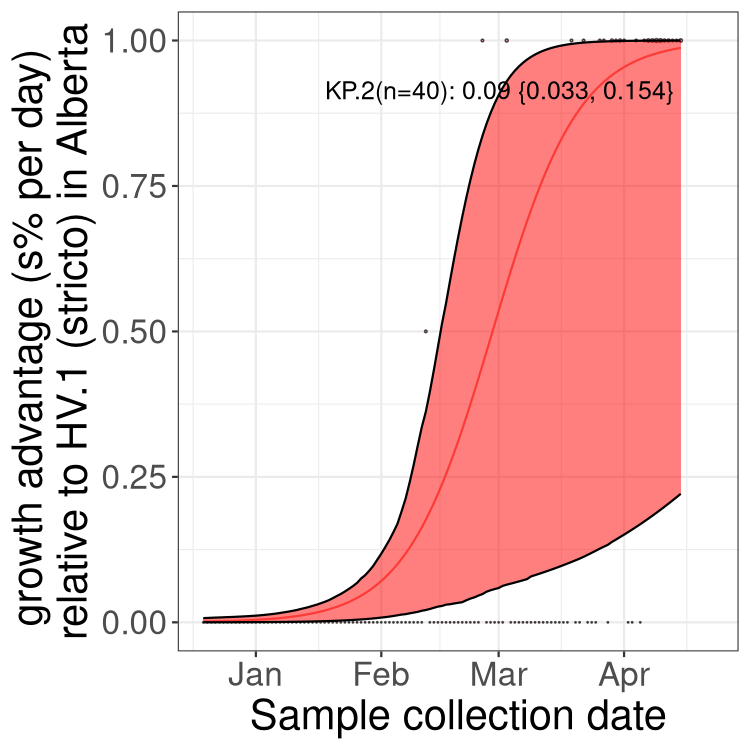 growth advantage (s% per day)
relative to HV.1 (stricto) in Alberta
1.00
0.75
0.50
0.25
0.00
KP.2(n=40): 0.09 {0.033, 0.154}
Jan Feb Mar Apr
Sample collection date